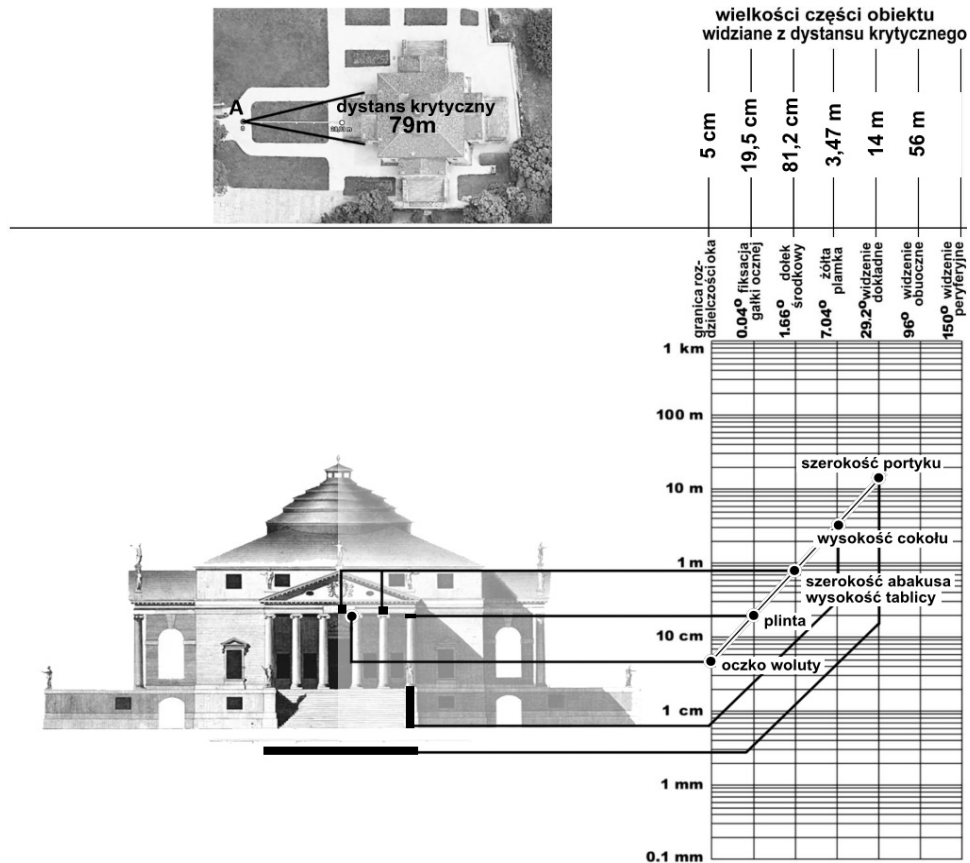 wielkości części obiektu
widziane z dystansu krytycznego
A
dystans krytyczny
79m
5 cm
19,5 cm
81,2 cm
3,47 m
14 m
56 m
granica roz-
dzielczości oka
0.04° fiksacja
gałki ocznej
1.66° dołek
środkowy
7.04° żółta
plamka
29.2° widzenie
dokładne
96° widzenie
obuoczne
150° widzenie
peryferyjne
1 km
100 m
10 m
1 m
10 cm
1 cm
1 mm
0.1 mm
szerokość portyku
wysokość cokołu
szerokość abakusa
wysokość tablicy
plinta
oczko woluty